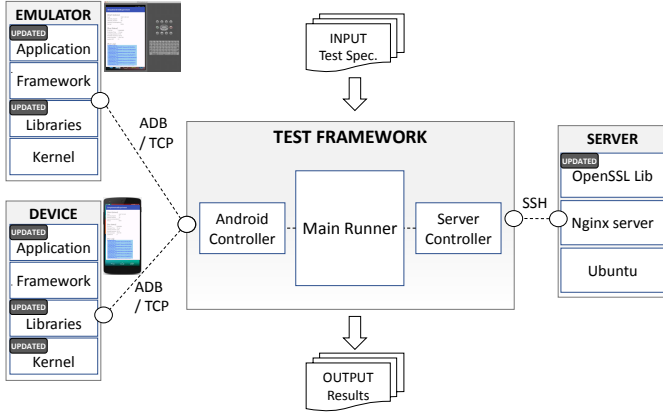 EMULATOR
UPDATED
Application
Framework
UPDATED
Libraries
Kernel
DEVICE
UPDATED
Application
Framework
UPDATED
Libraries
UPDATED
Kernel
ADB
/ TCP
ADB
/ TCP
INPUT
Test Spec.
TEST FRAMEWORK
Android
Controller
Main Runner
Server
Controller
OUTPUT
Results
SSH
SERVER
UPDATED
OpenSSL Lib
Nginx server
Ubuntu